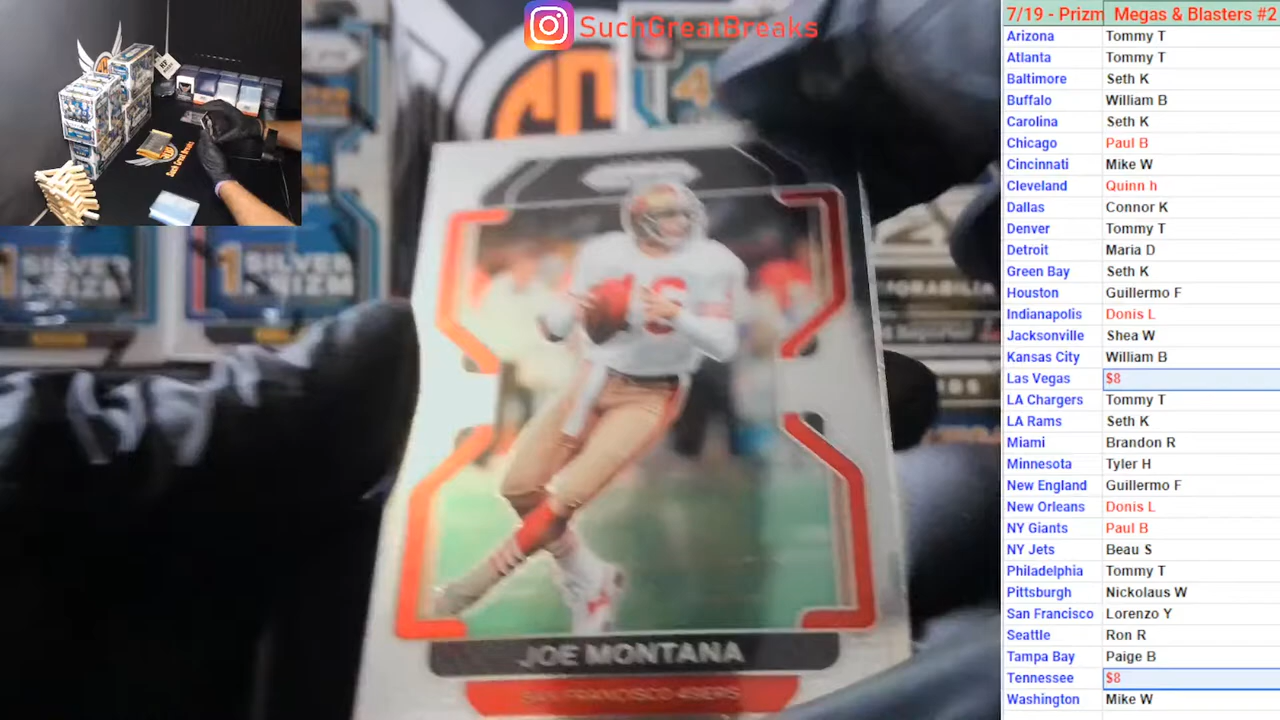 SuchGreatBreaks
7/19 - Prizm Megas & Blasters #2
Arizona Tommy T
Atlanta Tommy T
Baltimore Seth K
Buffalo William B
Carolina Seth K
Chicago Paul B
Cincinnati Mike W
Cleveland Quinn h
Dallas Connor K
Denver Tommy T
Detroit Maria D
Green Bay Seth K
Houston Guillermo F
Indianapolis Donis L
Jacksonville Shea W
Kansas City William B
Las Vegas $8
LA Chargers Tommy T
LA Rams Seth K
Miami Brandon R
Minnesota Tyler H
New England Guillermo F
New Orleans Donis L
NY Giants Paul B
NY Jets Beau S
Philadelphia Tommy T
Pittsburgh Nickolaus W
San Francisco Lorenzo Y
Seattle Ron R
Tampa Bay Paige B
Tennessee $8
Washington Mike W
1 SILVER
PRIZM
1 SILVER
PRIZM
JOE MONTANA
SAN FRANCISCO 49ERS